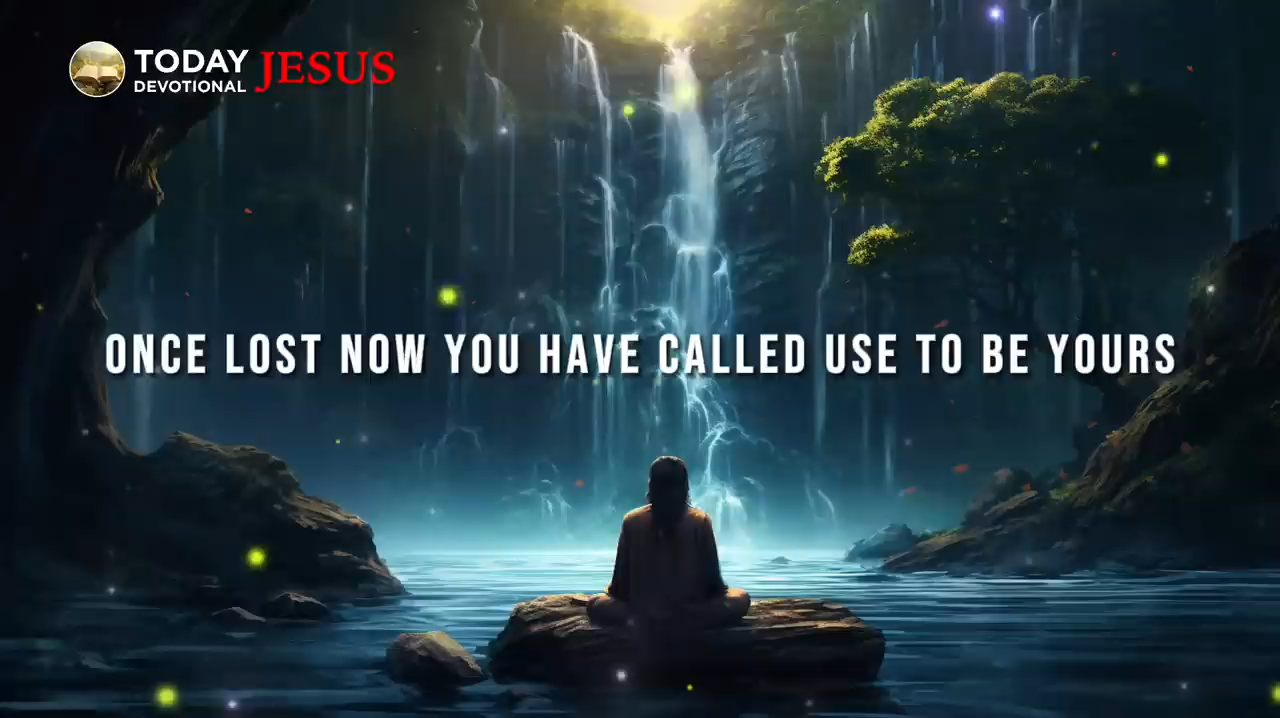 TODAY
DEVOTIONAL
JESUS
ONCE LOST NOW YOU HAVE CALLED USE TO BE YOURS